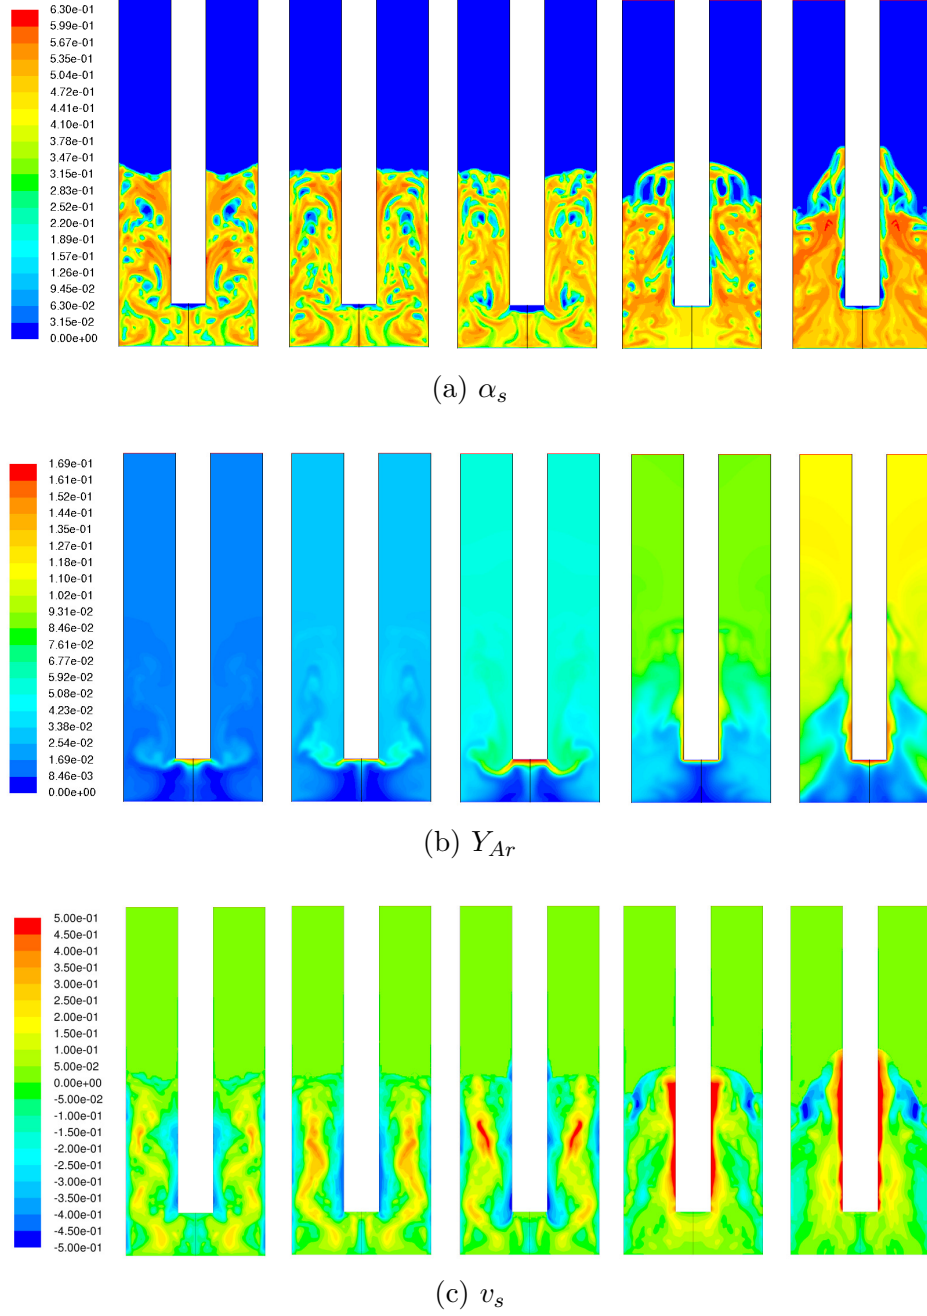 6.30e-01
5.99e-01
5.67e-01
5.35e-01
5.04e-01
4.72e-01
4.41e-01
4.10e-01
3.78e-01
3.47e-01
3.15e-01
2.83e-01
2.52e-01
2.20e-01
1.89e-01
1.57e-01
1.26e-01
9.45e-02
6.30e-02
3.15e-02
0.00e+00
(a) αₛ
1.69e-01
1.61e-01
1.52e-01
1.44e-01
1.35e-01
1.27e-01
1.18e-01
1.10e-01
1.02e-01
9.31e-02
8.46e-02
7.61e-02
6.77e-02
5.92e-02
5.08e-02
4.23e-02
3.38e-02
2.54e-02
1.69e-02
8.46e-03
0.00e+00
(b) Y_{Ar}
5.00e-01
4.50e-01
4.00e-01
3.50e-01
3.00e-01
2.50e-01
2.00e-01
1.50e-01
1.00e-01
5.00e-02
0.00e+00
-5.00e-02
-1.00e-01
-1.50e-01
-2.00e-01
-2.50e-01
-3.00e-01
-3.50e-01
-4.00e-01
-4.50e-01
-5.00e-01
(c) vₛ